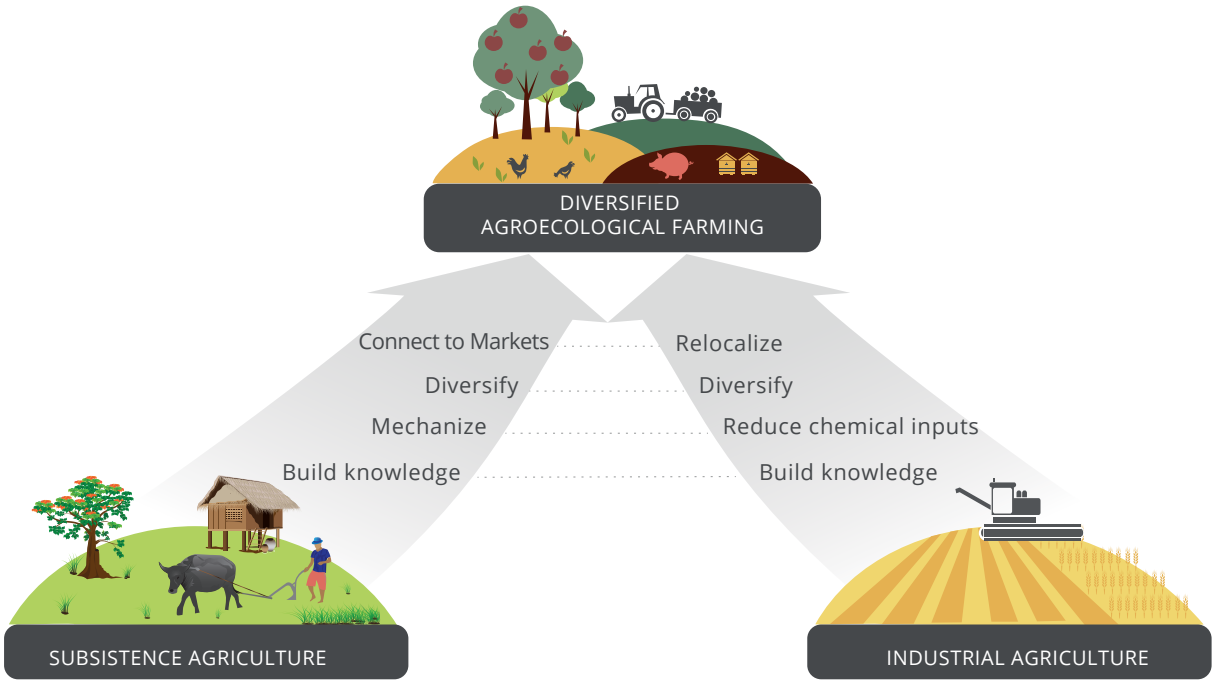 DIVERSIFIED
AGROECOLOGICAL FARMING
Connect to Markets
Relocalize
Diversify
Diversify
Mechanize
Reduce chemical inputs
Build knowledge
Build knowledge
SUBSISTENCE AGRICULTURE
INDUSTRIAL AGRICULTURE